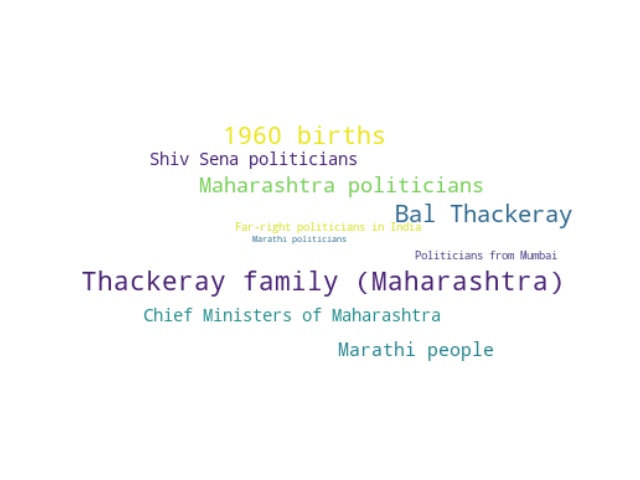 1960 births
Shiv Sena politicians
Maharashtra politicians
Bal Thackeray
Far-right politicians in India
Marathi politicians
Politicians from Mumbai
Thackeray family (Maharashtra)
Chief Ministers of Maharashtra
Marathi people